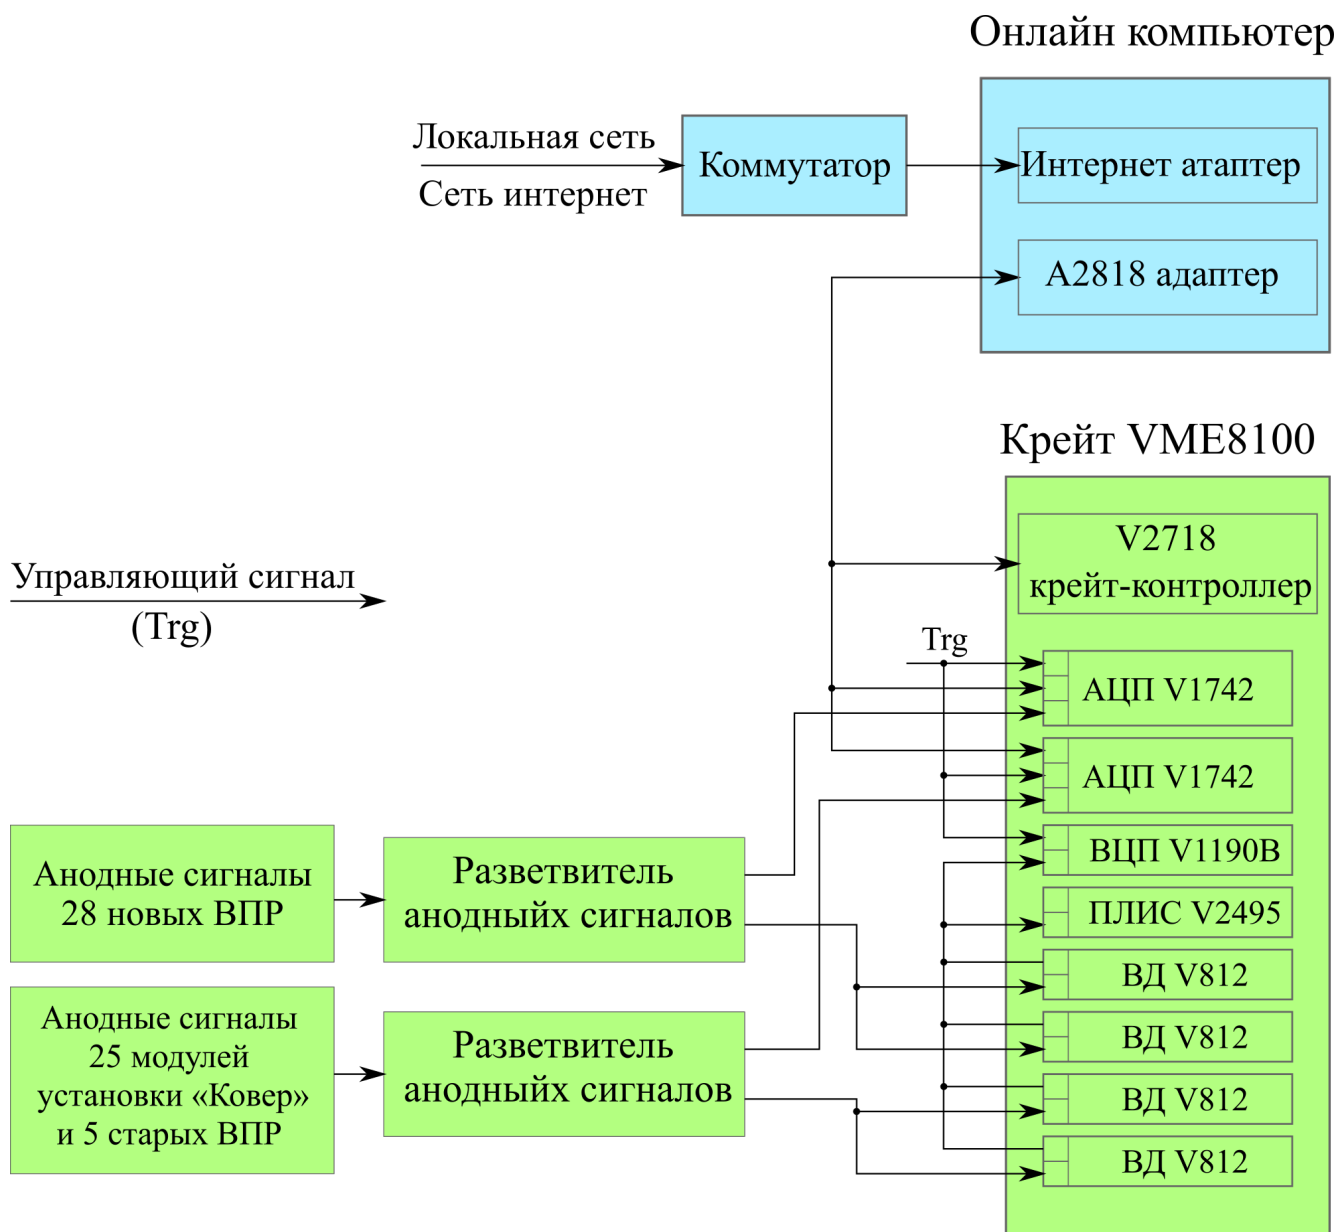 Онлайн компьютер
Локальная сеть
Сеть интернет
Коммутатор
Интернет атаптер
А2818 адаптер
Крейт VME8100
V2718
крейт-контроллер
Управляющий сигнал
(Trg)
Trg
АЦП V1742
АЦП V1742
ВЦП V1190B
ПЛИС V2495
ВД V812
ВД V812
ВД V812
ВД V812
Анодные сигналы
28 новых ВПР
Разветвитель
анодныйх сигналов
Анодные сигналы
25 модулей
установки «Ковер»
и 5 старых ВПР
Разветвитель
анодныйх сигналов